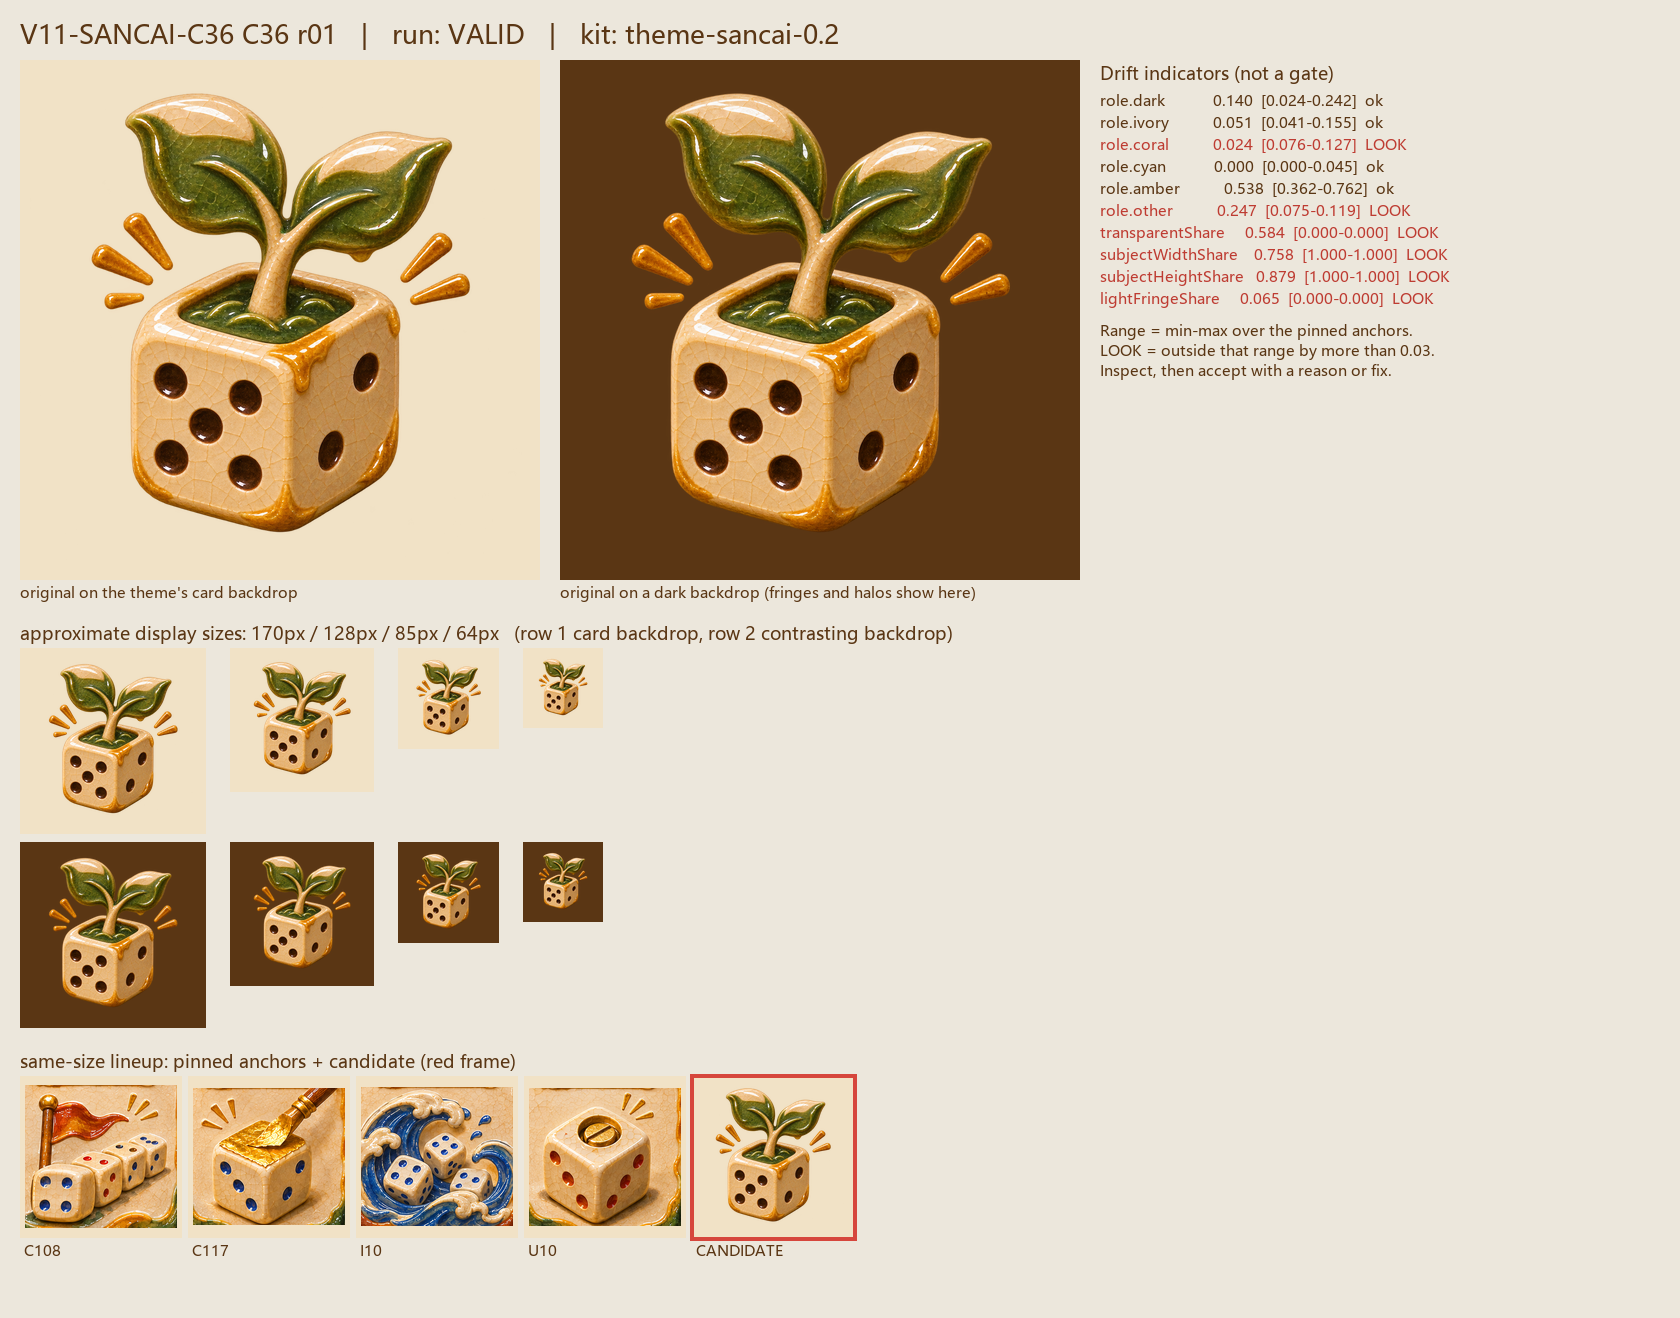 V11-SANCAI-C36 C36 r01 | run: VALID | kit: theme-sancai-0.2
Drift indicators (not a gate)
role.dark 0.140 [0.024-0.242] ok
role.ivory 0.051 [0.041-0.155] ok
role.coral 0.024 [0.076-0.127] LOOK
role.cyan 0.000 [0.000-0.045] ok
role.amber 0.538 [0.362-0.762] ok
role.other 0.247 [0.075-0.119] LOOK
transparentShare 0.584 [0.000-0.000] LOOK
subjectWidthShare 0.758 [1.000-1.000] LOOK
subjectHeightShare 0.879 [1.000-1.000] LOOK
lightFringeShare 0.065 [0.000-0.000] LOOK
Range = min-max over the pinned anchors.
LOOK = outside that range by more than 0.03.
Inspect, then accept with a reason or fix.
original on the theme's card backdrop
original on a dark backdrop (fringes and halos show here)
approximate display sizes: 170px / 128px / 85px / 64px (row 1 card backdrop, row 2 contrasting backdrop)
same-size lineup: pinned anchors + candidate (red frame)
C108
C117
I10
U10
CANDIDATE